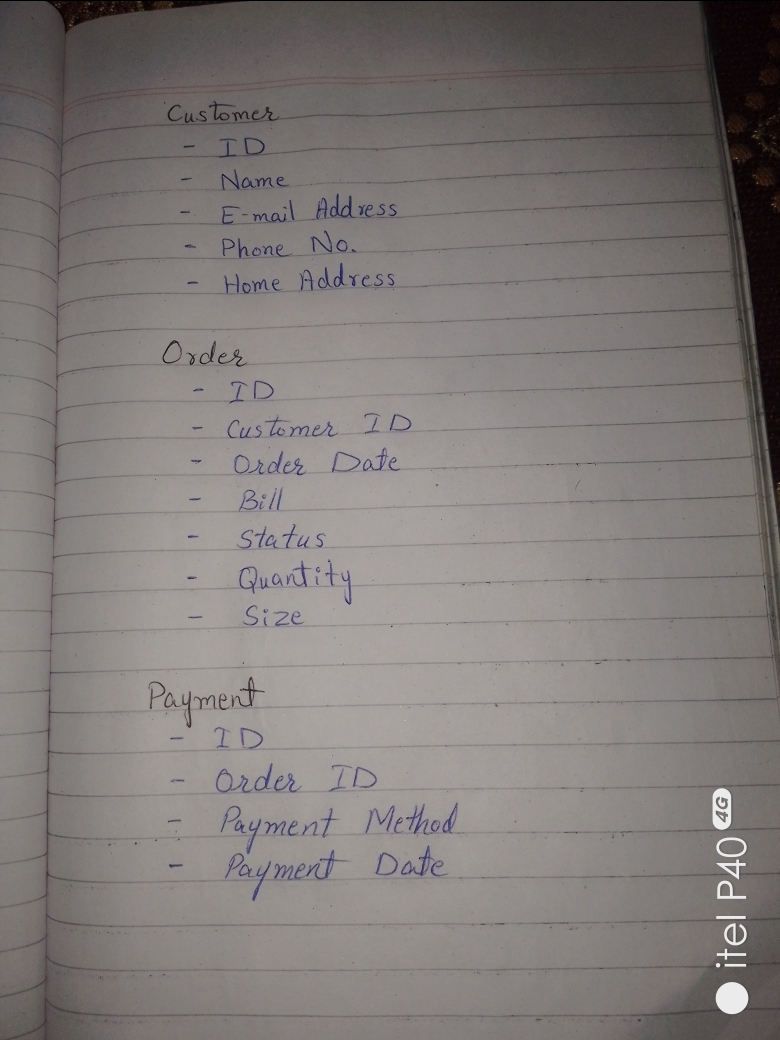 Customer
- ID
- Name
- E-mail Address
- Phone No.
- Home Address
Order
- ID
- Customer ID
- Order Date
- Bill
- Status
- Quantity
- Size
Payment
- ID
- Order ID
- Payment Method
- Payment Date
itel P40 4G